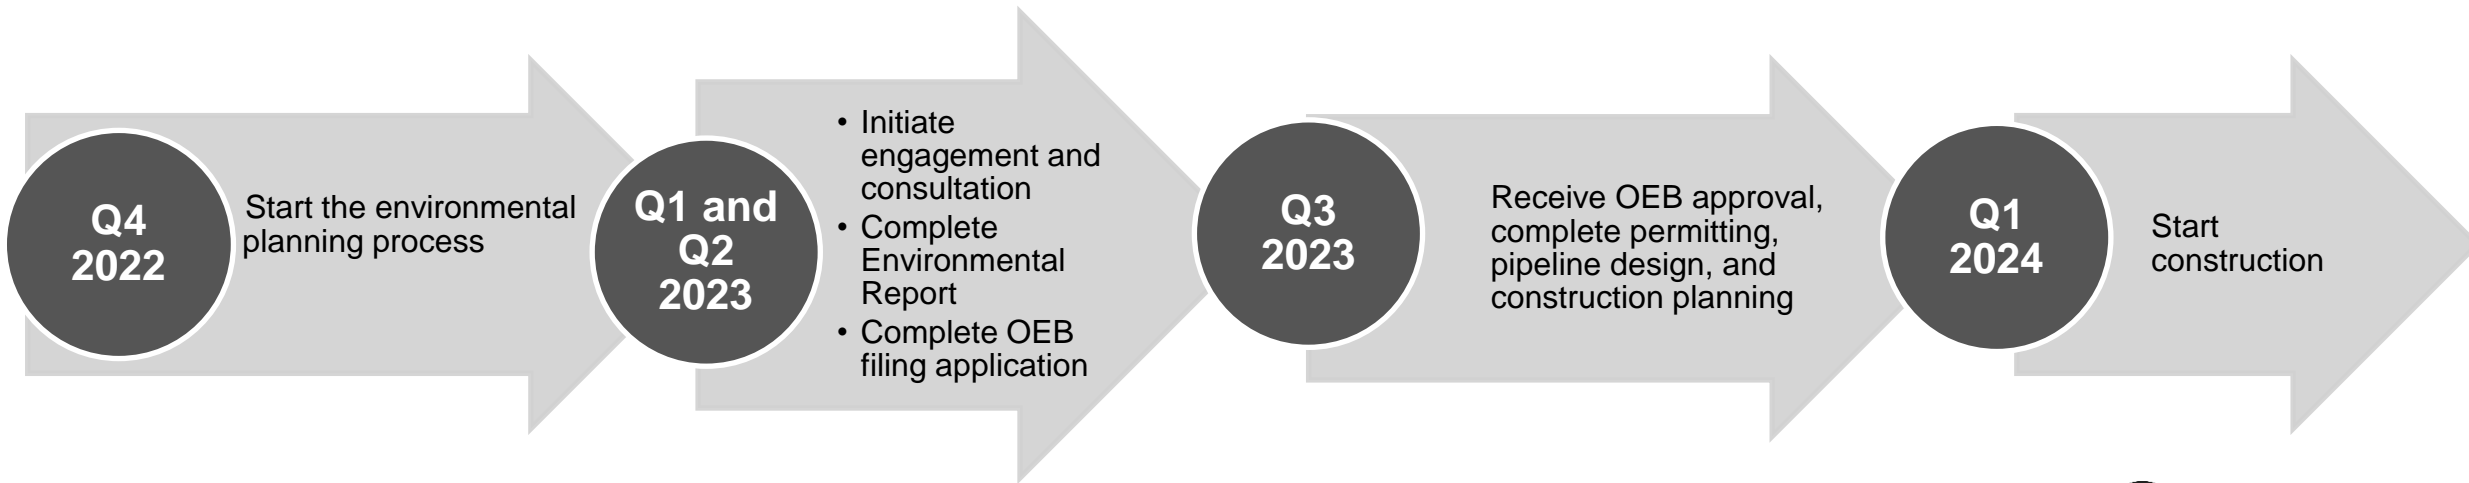 Q4
2022
Start the environmental
planning process
Q1 and
Q2
2023
• Initiate
engagement and
consultation
• Complete
Environmental
Report
• Complete OEB
filing application
Q3
2023
Receive OEB approval,
complete permitting,
pipeline design, and
construction planning
Q1
2024
Start
construction